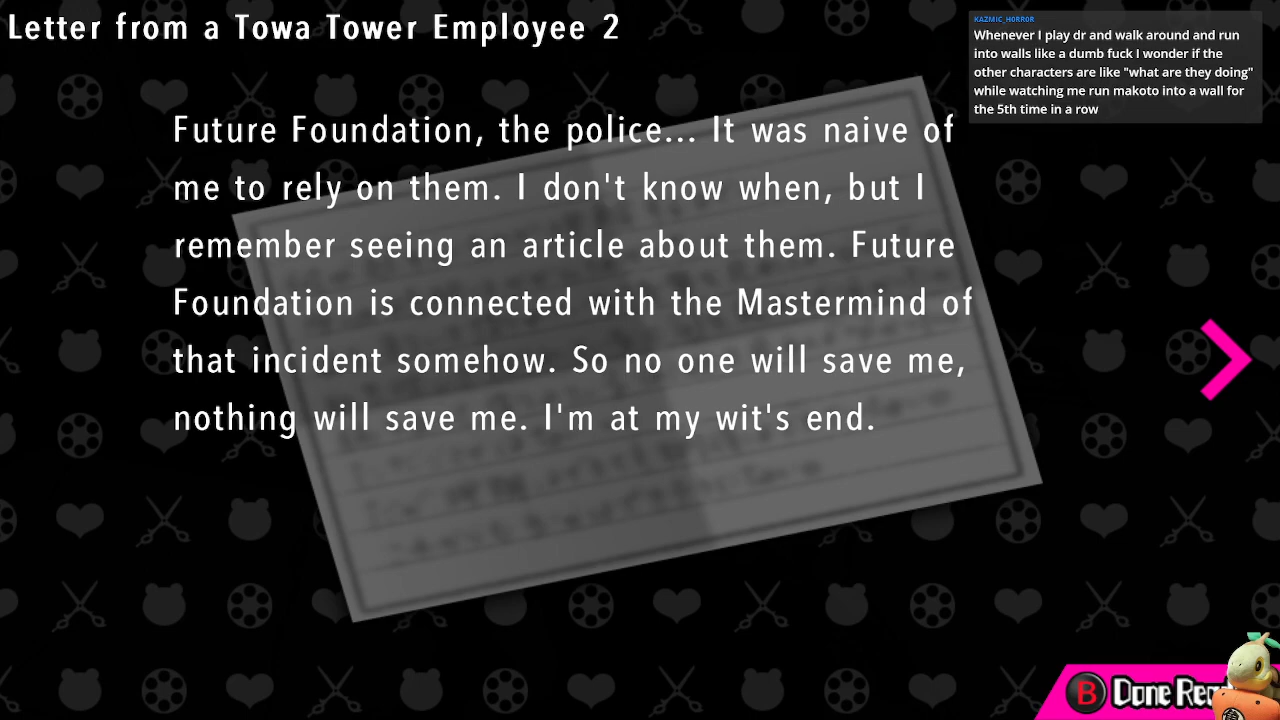 Letter from a Towa Tower Employee 2
KAZMIC_HORROR
Whenever I play dr and walk around and run
into walls like a dumb fuck I wonder if the
other characters are like "what are they doing"
while watching me run makoto into a wall for
the 5th time in a row
Future Foundation, the police... It was naive of
me to rely on them. I don't know when, but I
remember seeing an article about them. Future
Foundation is connected with the Mastermind of
that incident somehow. So no one will save me,
nothing will save me. I'm at my wit's end.
B Done